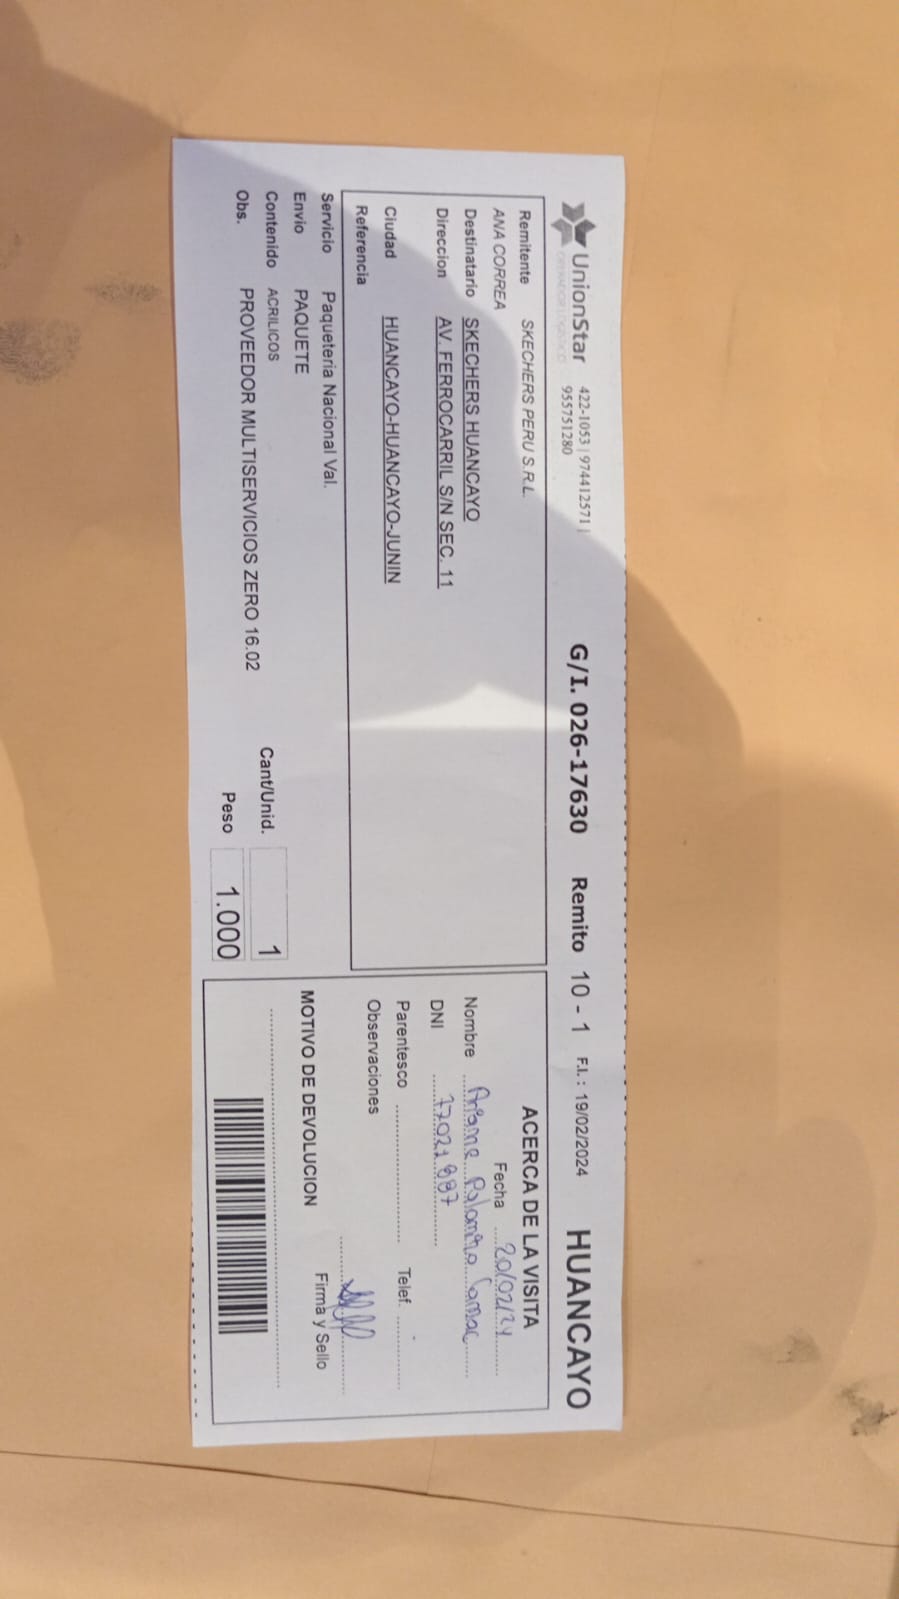 UnionStar 422-1053 | 974412571 | G/I. 026-17630 Remito 10 - 1 F.I. : 19/02/2024 HUANCAYO
955751280
Remitente SKECHERS PERU S.R.L.
ANA CORREA
Destinatario SKECHERS HUANCAYO
Direccion AV. FERROCARRIL S/N SEC. 11
Ciudad HUANCAYO-HUANCAYO-JUNIN
Referencia
Servicio Paqueteria Nacional Val.
Envio PAQUETE
Contenido ACRILICOS
Obs. PROVEEDOR MULTISERVICIOS ZERO 16.02
Cant/Unid. 1
Peso 1.000
ACERCA DE LA VISITA
Fecha 20/02/24
Nombre Palomino
DNI
Parentesco Telef.
Observaciones
Firma y Sello
MOTIVO DE DEVOLUCION